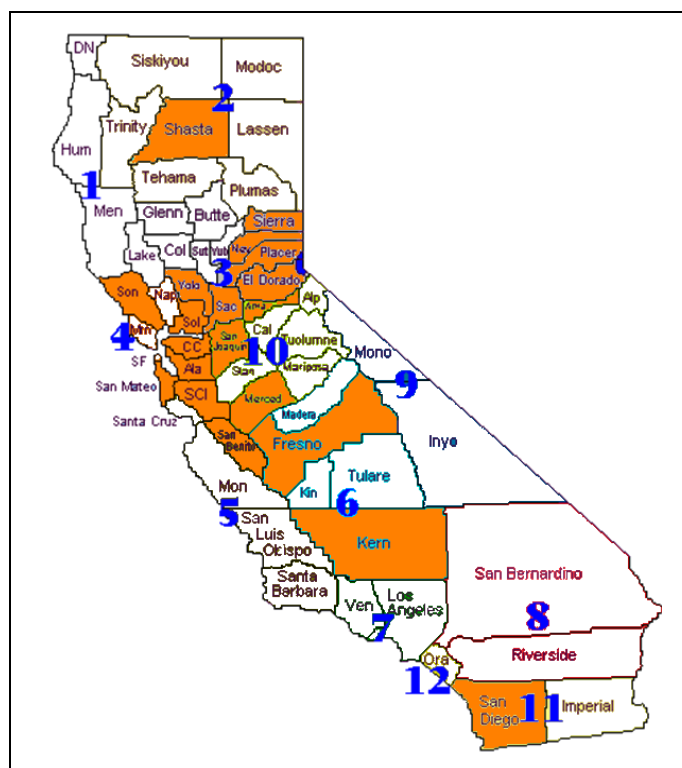 DN
Siskiyou
Modoc
2
Shasta
Trinity
Lassen
Hum
1
Tehama
Plumas
Men
Glenn
Butte
Sierra
Lake
Col
Sut
Yub
Nev
Placer
3
El Dorado
Son
Nap
Yolo
Sac
Ama
Alp
4
Mrn
Sol
San
Joaquin
Cal
10
Tuolumne
Mono
SF
CC
Ala
Stan
Mariposa
9
San Mateo
SCl
Merced
Madera
Santa Cruz
San
Benito
Fresno
Inye
Mon
Kin
Tulare
5
6
San
Luis
Obispo
Kern
Santa
Barbara
Ven
Los
Angeles
7
San Bernardino
8
Ora
12
Riverside
San
Diego
11
Imperial